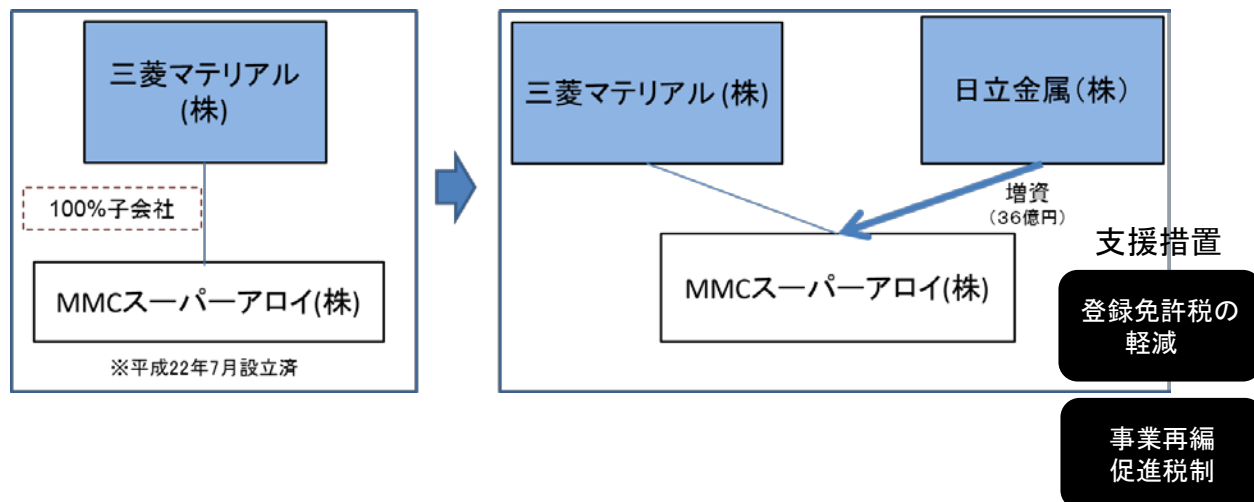 三菱マテリアル
(株)
100%子会社
MMCスーパーアロイ(株)
※平成22年7月設立済
三菱マテリアル(株)
日立金属(株)
増資
(36億円)
MMCスーパーアロイ(株)
支援措置
登録免許税の
軽減
事業再編
促進税制